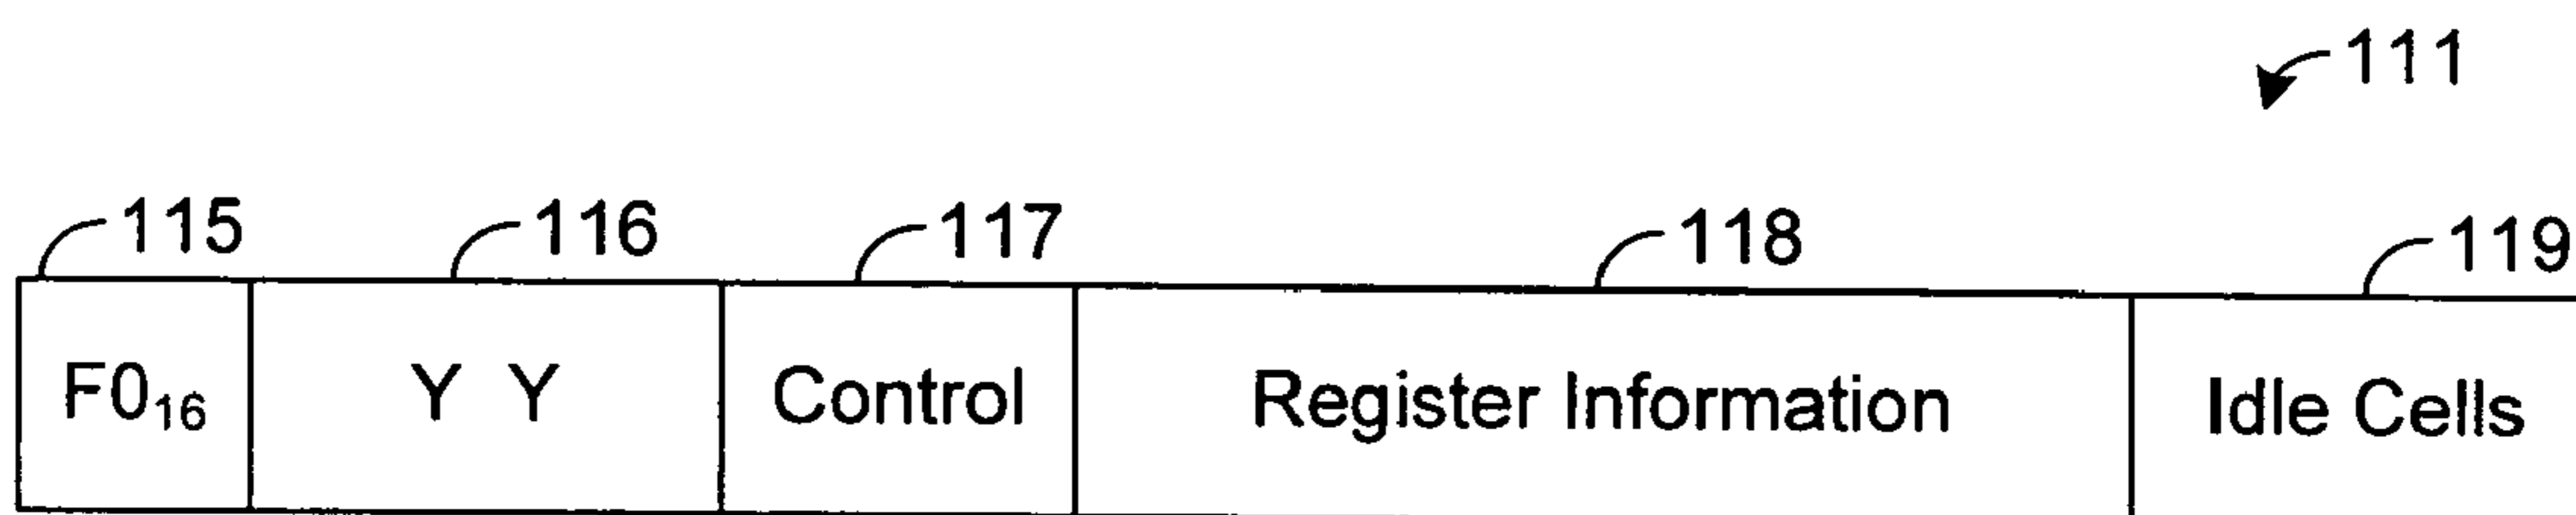 111
115 116 117 118 119
F0₁₆ Y Y Control Register Information Idle Cells